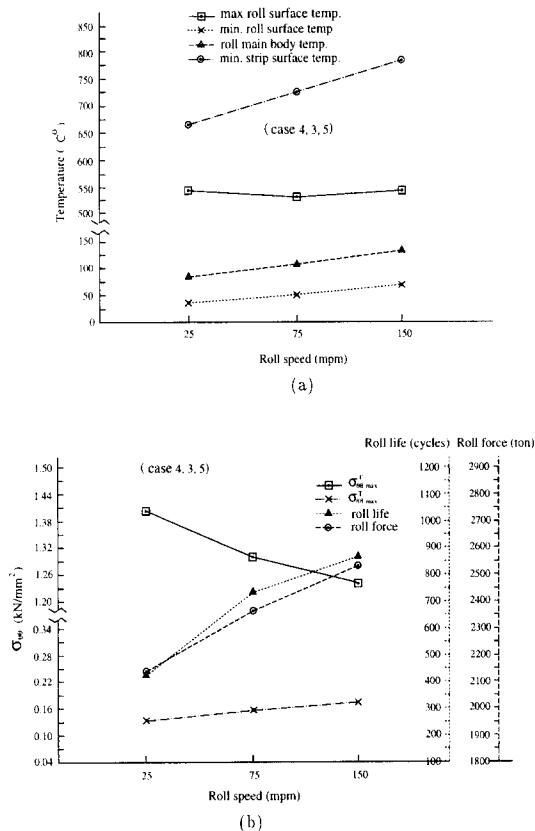 max roll surface temp.
min. roll surface temp
roll main body temp.
min. strip surface temp.
850
800
750
700
650
600
550
500
150
100
50
0
Temperature ( C°)
(case 4, 3, 5)
25 75 150
Roll speed (mpm)
(a)
Roll life (cycles) Roll force (ton)
(case 4, 3, 5)
roll life
roll force
1.50
1.44
1.38
1.32
1.26
1.20
0.34
0.28
0.22
0.16
0.10
0.04
σθθ (kN/mm²)
1200 2900
1100 2800
1000 2700
900 2600
800 2500
700 2400
600 2300
500 2200
400 2100
300 2000
200 1900
100 1800
25 75 150
Roll speed (mpm)
(b)